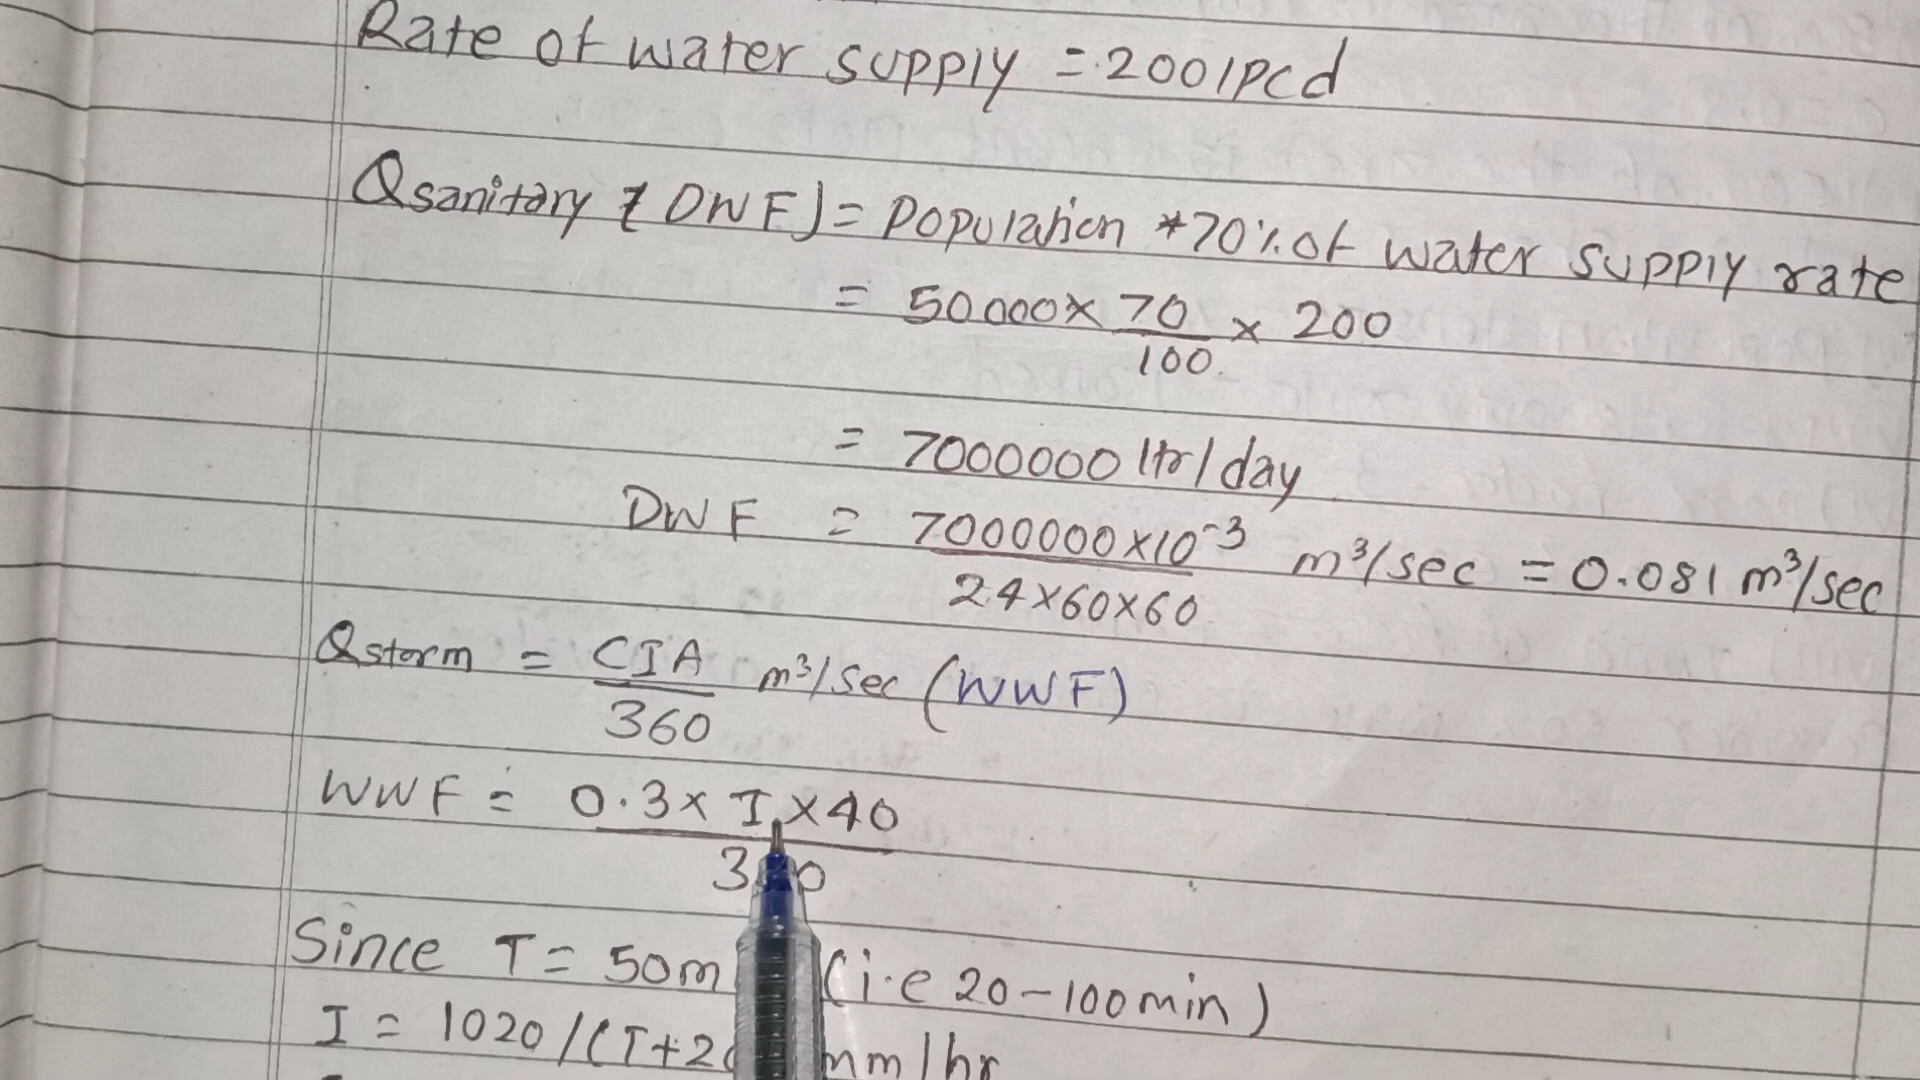 Rate of water supply = 200 lpcd
Qsanitary (DWF) = Population * 70% of water supply rate
= 50000 × 70/100 × 200
= 7000000 ltr/day
DWF = 7000000×10⁻³/24×60×60 m³/sec = 0.081 m³/sec
Qstorm = CIA/360 m³/sec (WWF)
WWF = 0.3× I ×40
Since T = 50m (i.e 20-100min)
I = 1020/(T+2 mm/hr